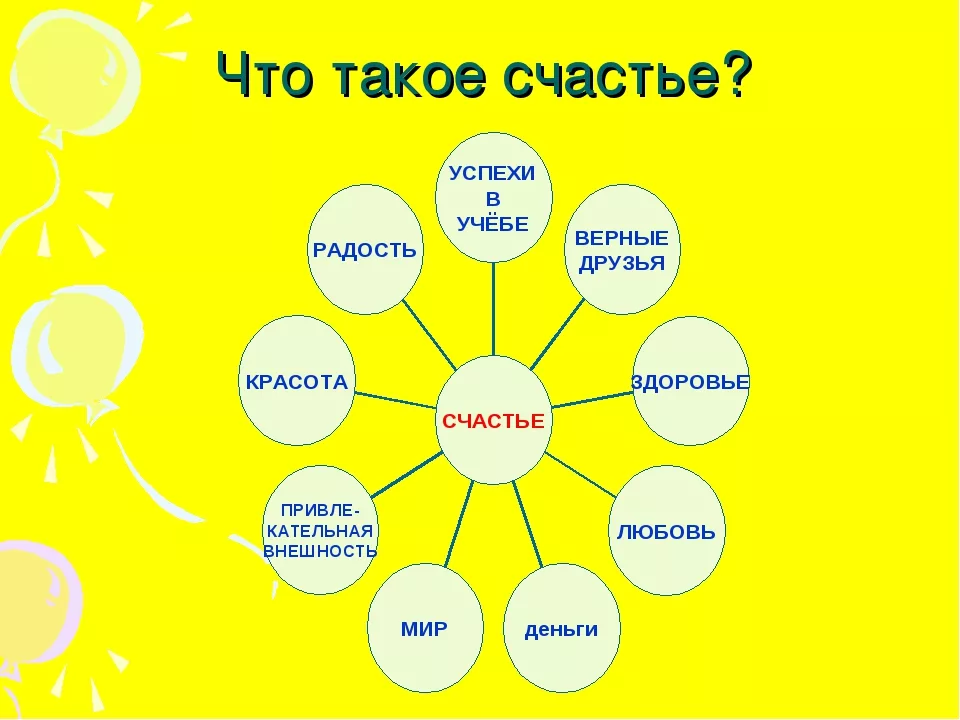 Что такое счастье?
УСПЕХИ
В
УЧЁБЕ
ВЕРНЫЕ
ДРУЗЬЯ
ЗДОРОВЬЕ
ЛЮБОВЬ
деньги
МИР
ПРИВЛЕ-
КАТЕЛЬНАЯ
ВНЕШНОСТЬ
КРАСОТА
РАДОСТЬ
СЧАСТЬЕ